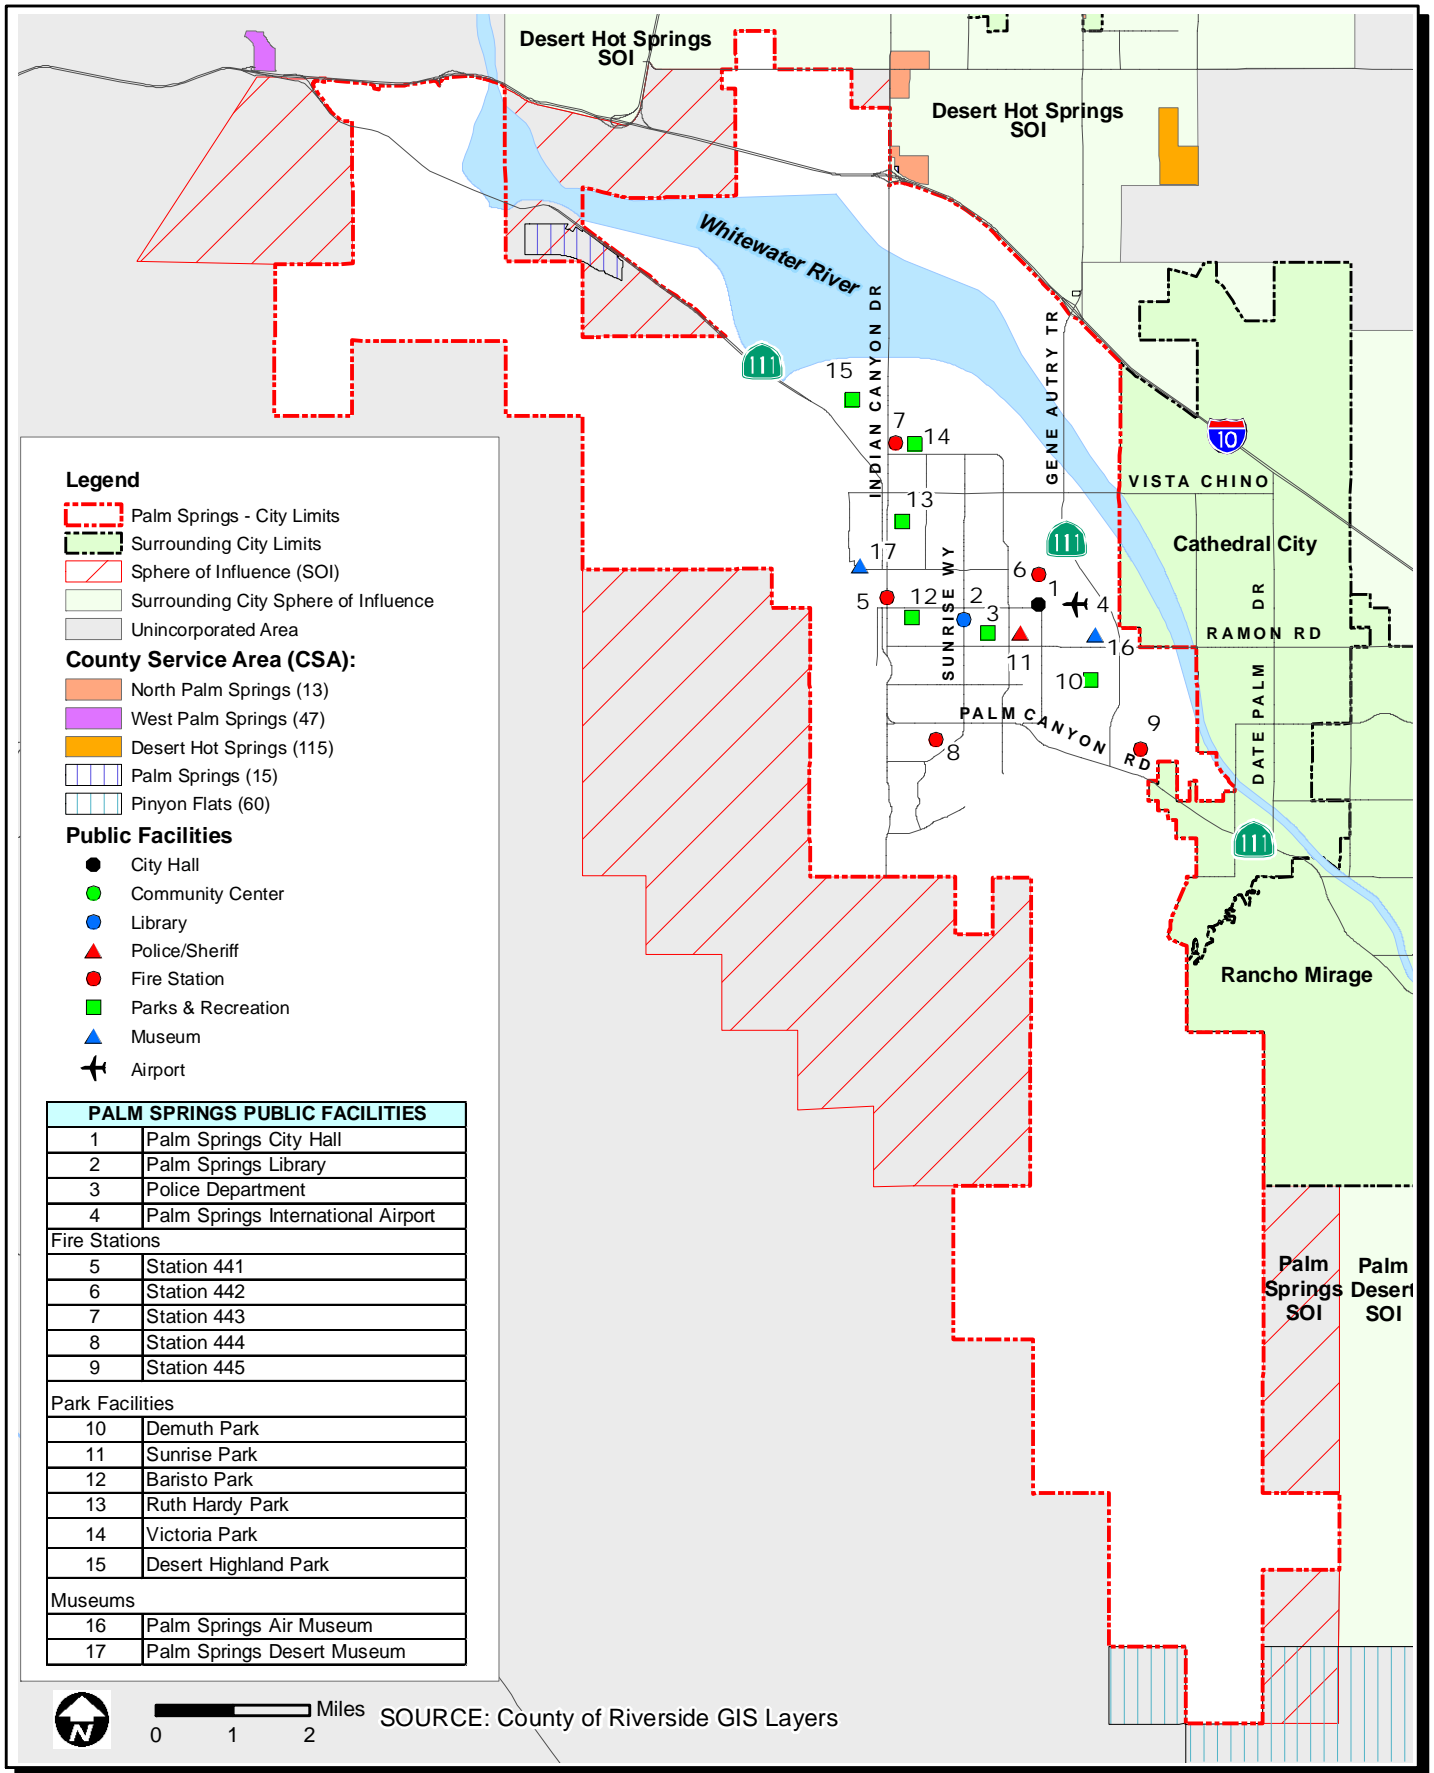 Desert Hot Springs
SOI
Desert Hot Springs
SOI
Whitewater River
INDIAN CANYON DR
GENE AUTRY TR
111
15
7
14
10
VISTA CHINO
13
111
Cathedral City
17
SUNRISE WY
6
1
5
12
2
3
4
DATE PALM DR
RAMON RD
11
16
10
PALM CANYON RD
9
8
111
Rancho Mirage
Palm
Springs
SOI
Palm
Desert
SOI
Legend
Palm Springs - City Limits
Surrounding City Limits
Sphere of Influence (SOI)
Surrounding City Sphere of Influence
Unincorporated Area
County Service Area (CSA):
North Palm Springs (13)
West Palm Springs (47)
Desert Hot Springs (115)
Palm Springs (15)
Pinyon Flats (60)
Public Facilities
City Hall
Community Center
Library
Police/Sheriff
Fire Station
Parks & Recreation
Museum
Airport
PALM SPRINGS PUBLIC FACILITIES
1 Palm Springs City Hall
2 Palm Springs Library
3 Police Department
4 Palm Springs International Airport
Fire Stations
5 Station 441
6 Station 442
7 Station 443
8 Station 444
9 Station 445
Park Facilities
10 Demuth Park
11 Sunrise Park
12 Baristo Park
13 Ruth Hardy Park
14 Victoria Park
15 Desert Highland Park
Museums
16 Palm Springs Air Museum
17 Palm Springs Desert Museum
N
Miles
0 1 2
SOURCE: County of Riverside GIS Layers